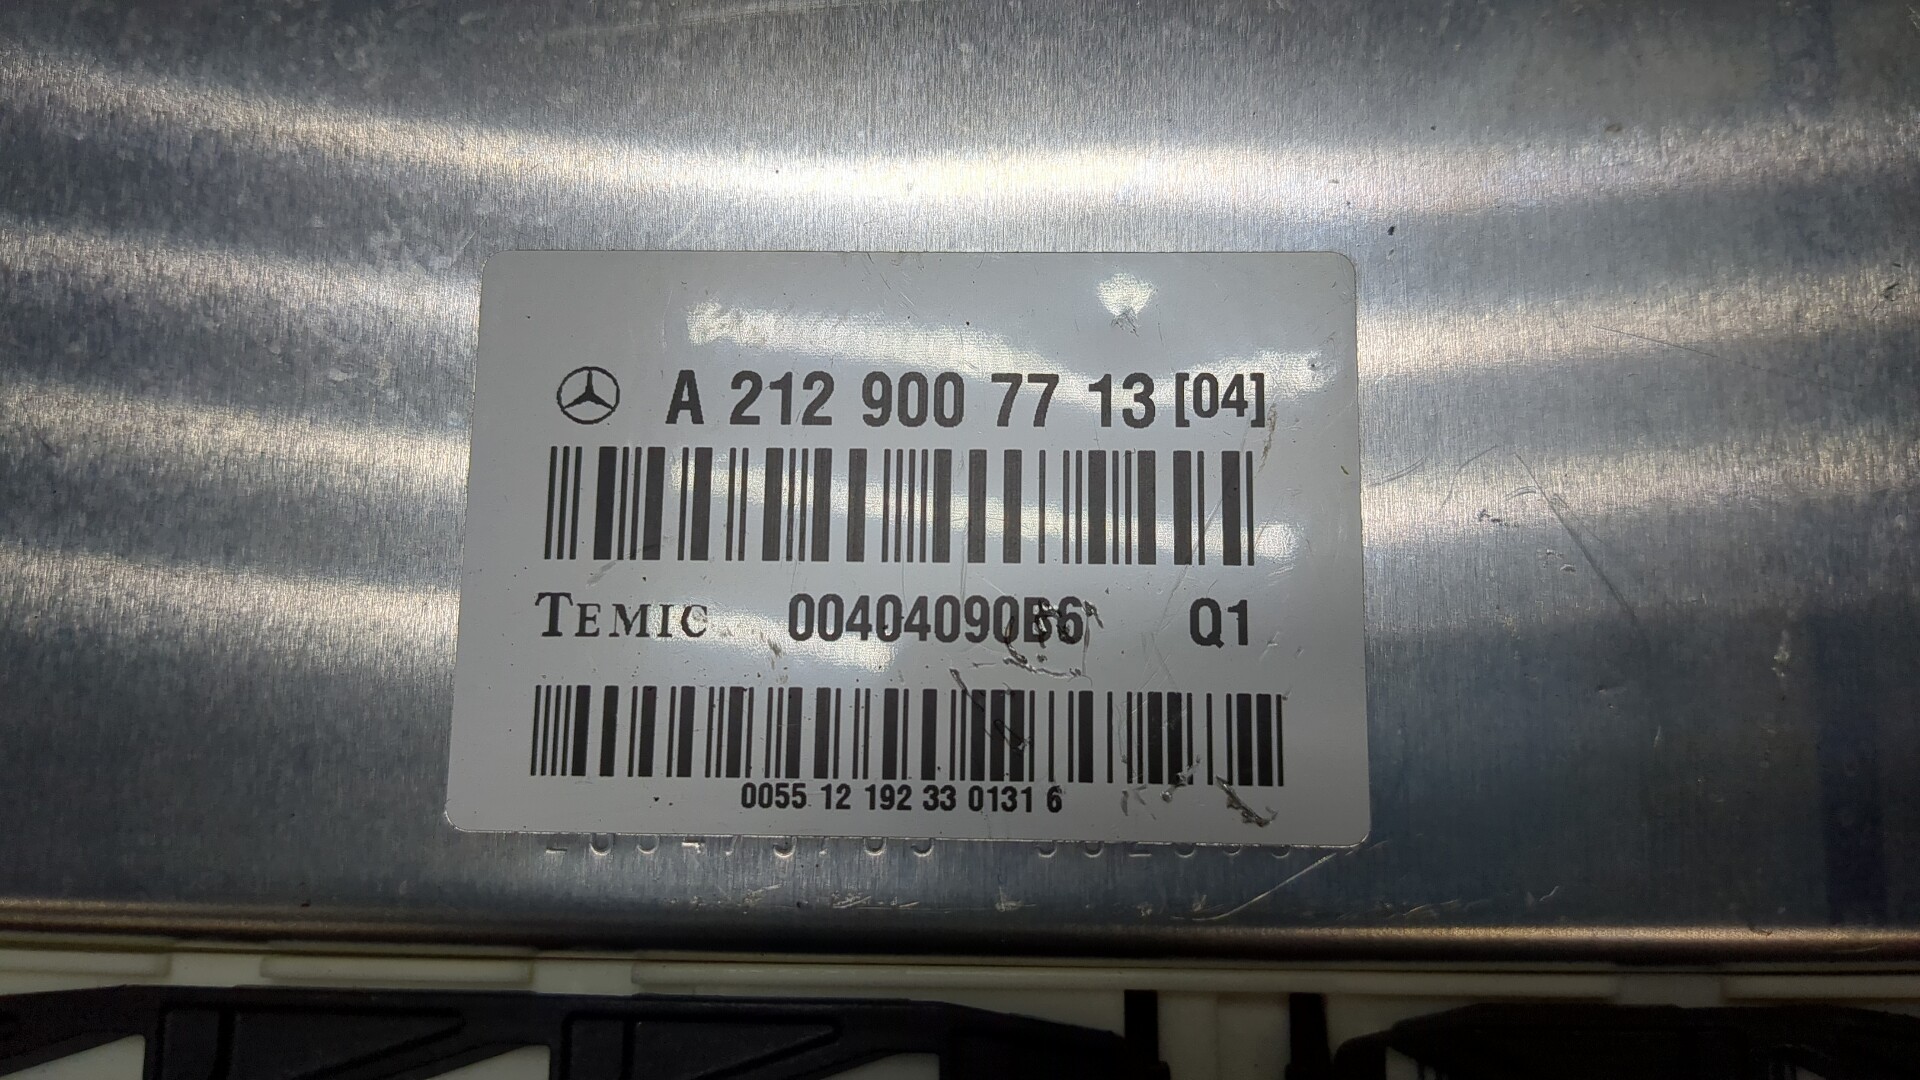 A 212 900 77 13 [04]
TEMIC 00404090B6 Q1
0055 12 192 33 0131 6